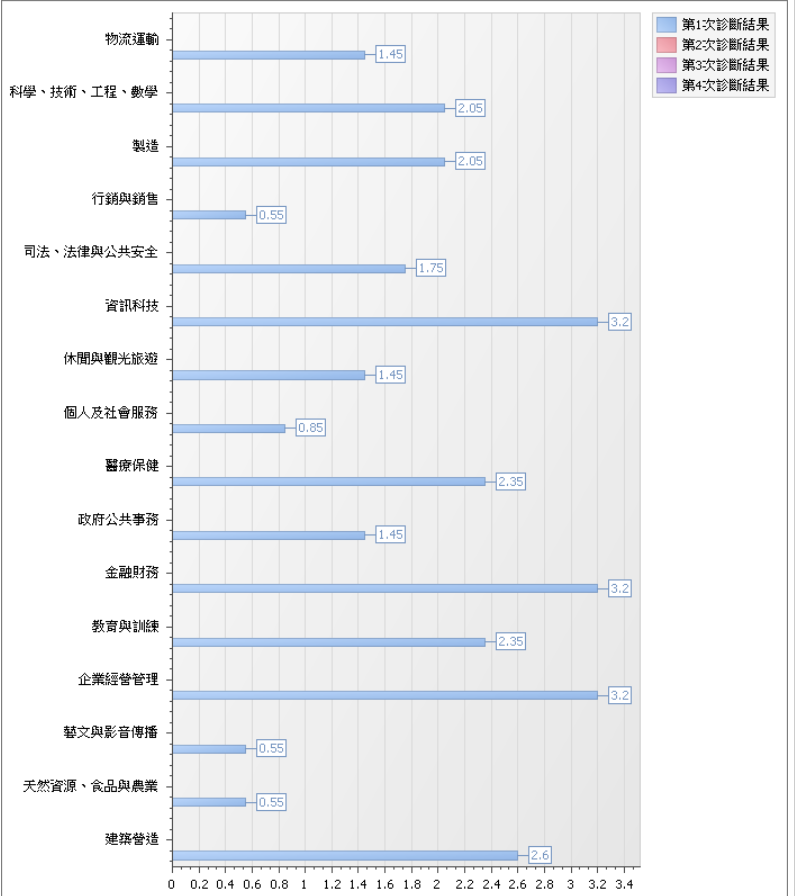 物流運輸
1.45
科學、技術、工程、數學
2.05
製造
2.05
行銷與銷售
0.55
司法、法律與公共安全
1.75
資訊科技
3.2
休閒與觀光旅遊
1.45
個人及社會服務
0.85
醫療保健
2.35
政府公共事務
1.45
金融財務
3.2
教育與訓練
2.35
企業經營管理
3.2
藝文與影音傳播
0.55
天然資源、食品與農業
0.55
建築營造
2.6
0 0.2 0.4 0.6 0.8 1 1.2 1.4 1.6 1.8 2 2.2 2.4 2.6 2.8 3 3.2 3.4
第1次診斷結果
第2次診斷結果
第3次診斷結果
第4次診斷結果